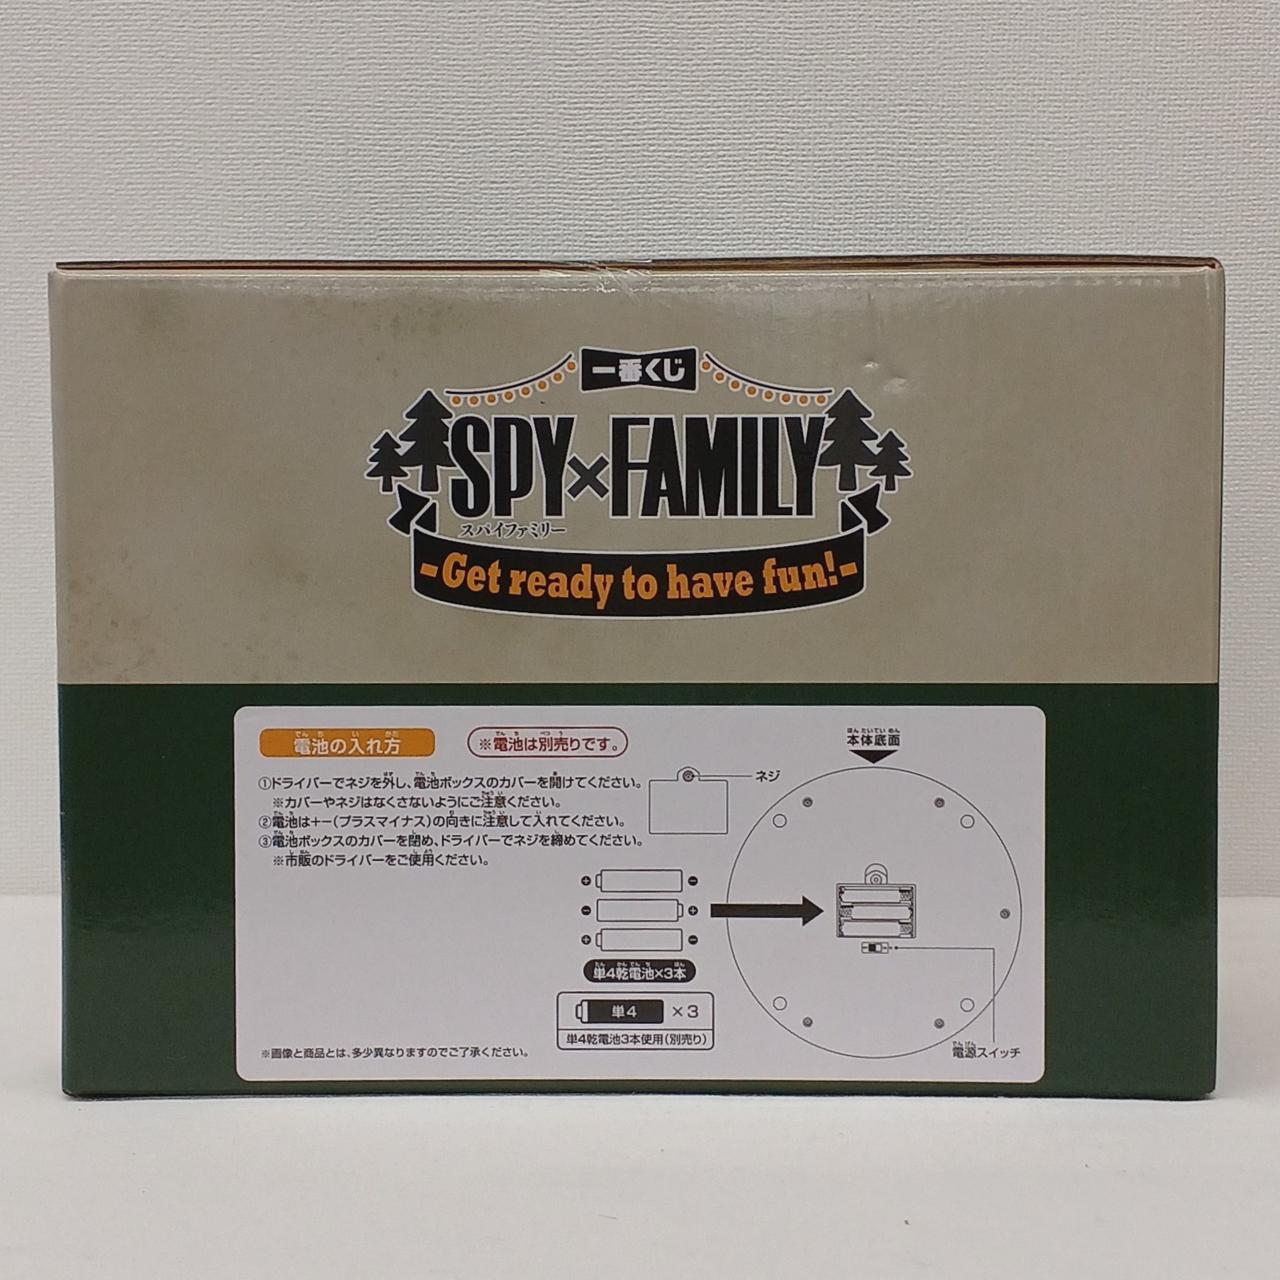 一番くじ
SPY×FAMILY
スパイファミリー
-Get ready to have fun!-
電池の入れ方
※電池は別売りです。
①ドライバーでネジを外し、電池ボックスのカバーを開けてください。
※カバーやネジはなくさないようにご注意ください。
②電池は+−(プラスマイナス)の向きに注意して入れてください。
③電池ボックスのカバーを閉め、ドライバーでネジを締めてください。
※市販のドライバーをご使用ください。
本体底面
ネジ
単4乾電池×3本
単4 ×3
単4乾電池3本使用(別売り)
電源スイッチ
※画像と商品とは、多少異なりますのでご了承ください。